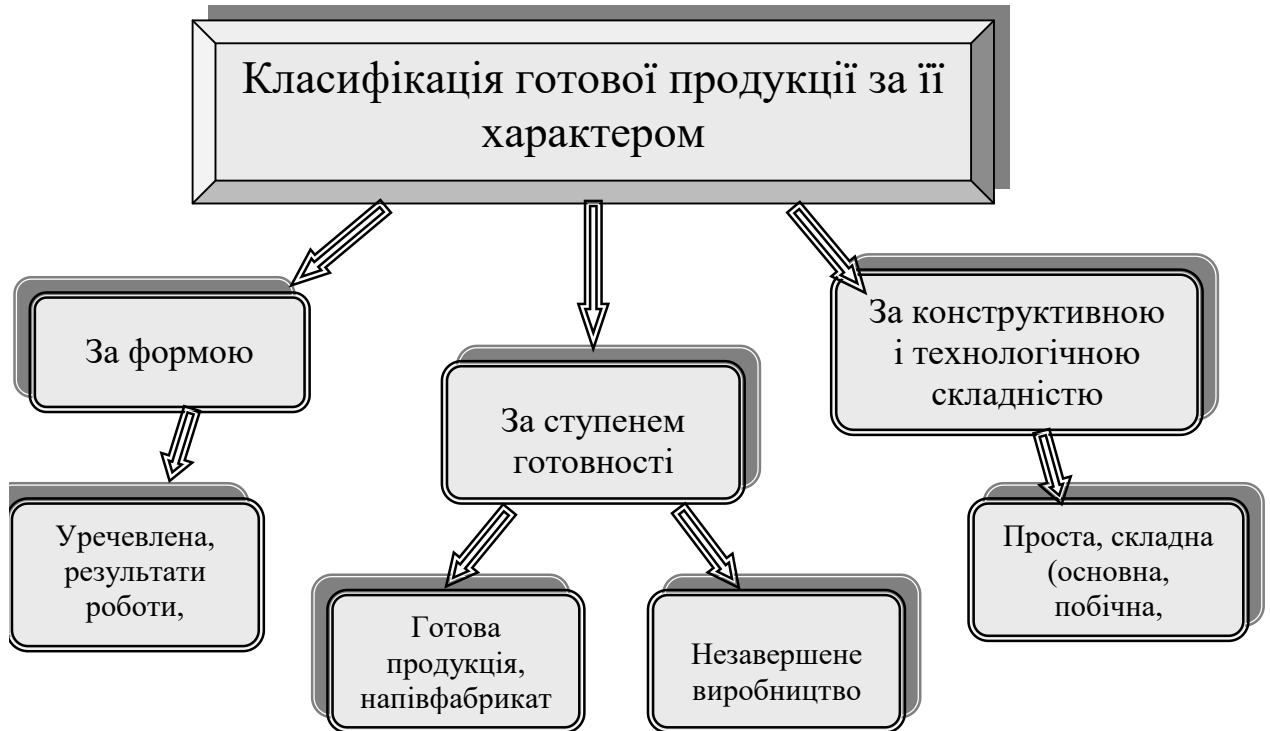 Класифікація готової продукції за її
характером
За формою
За ступенем
готовності
За конструктивною
і технологічною
складністю
Уречевлена,
результати
роботи,
Готова
продукція,
напівфабрикат
Незавершене
виробництво
Проста, складна
(основна,
побічна,